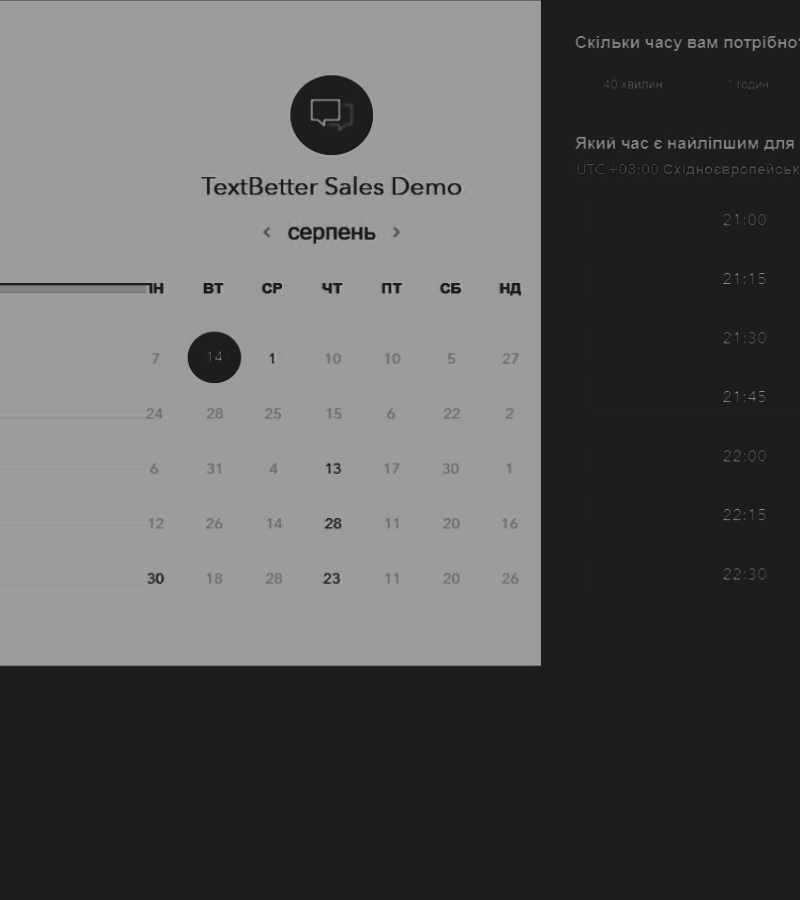 TextBetter Sales Demo
‹ серпень ›
ПН ВТ СР ЧТ ПТ СБ НД
7 14 1 10 10 5 27
24 28 25 15 6 22 2
6 31 4 13 17 30 1
12 26 14 28 11 20 16
30 18 28 23 11 20 26
Скільки часу вам потрібно?
40 хвилин 1 годин
Який час є найліпшим для
UTC +03:00 Східноєвропейськ
21:00
21:15
21:30
21:45
22:00
22:15
22:30